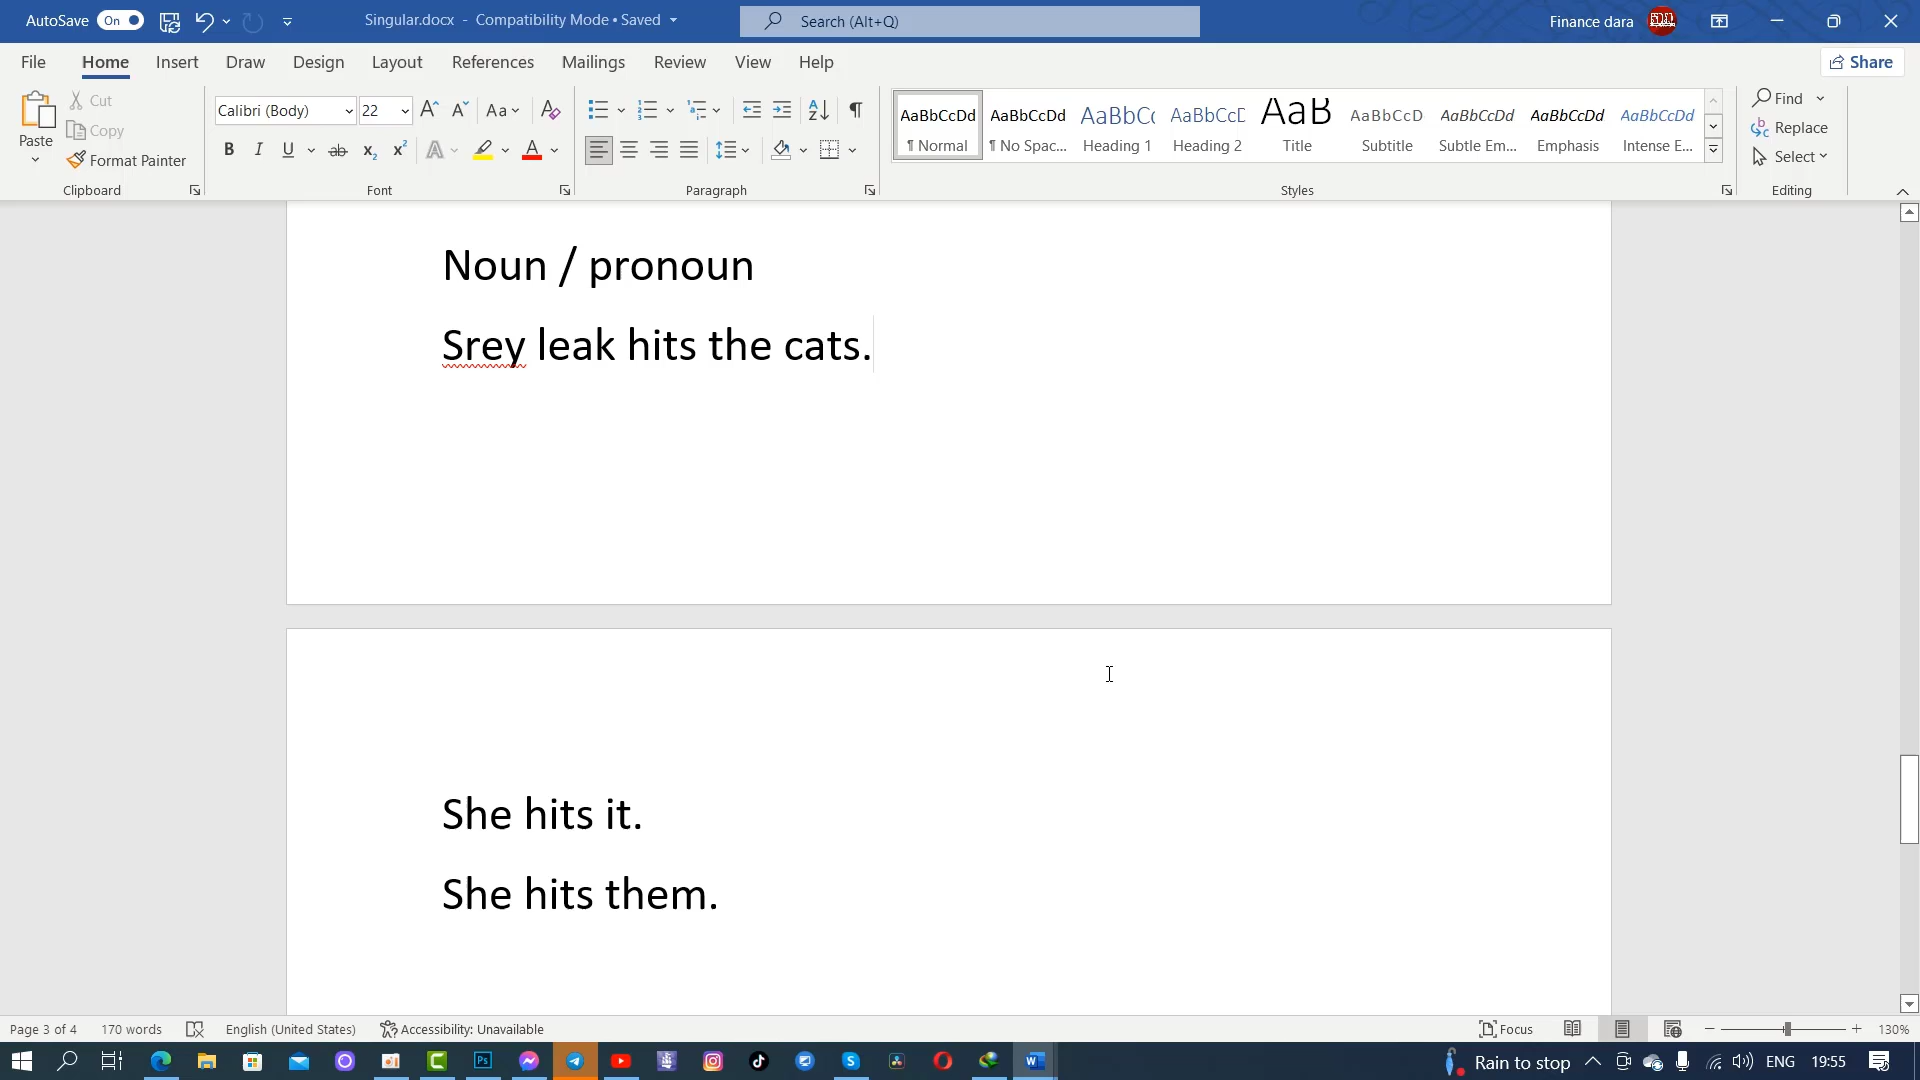 AutoSave On Singular.docx - Compatibility Mode • Saved Search (Alt+Q) Finance dara
File Home Insert Draw Design Layout References Mailings Review View Help Share
Paste Cut Copy Format Painter Clipboard
Calibri (Body) 22 Aa Font
Paragraph
AaBbCcDd AaBbCcDd AaBbCc AaBbCcC AaB AaBbCcD AaBbCcDd AaBbCcDd AaBbCcDd
¶ Normal ¶ No Spac... Heading 1 Heading 2 Title Subtitle Subtle Em... Emphasis Intense E...
Styles
Find Replace Select Editing
Noun / pronoun
Srey leak hits the cats.
She hits it.
She hits them.
Page 3 of 4 170 words English (United States) Accessibility: Unavailable Focus 130%
Rain to stop ENG 19:55